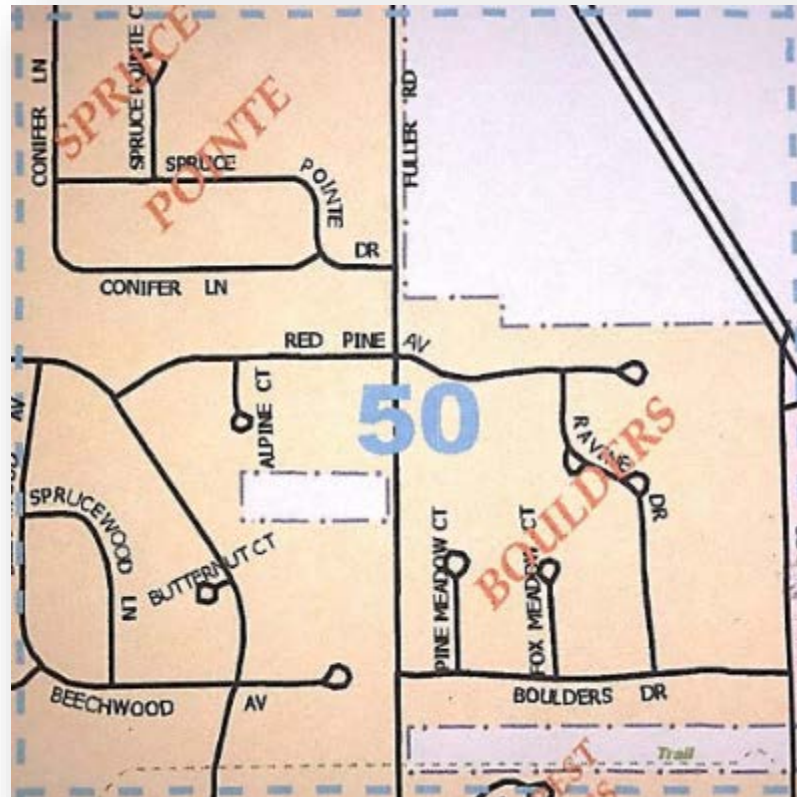 CONIFER LN
SPRUCE POINTE C
SPRUCE
POINTE
SPRUCE
POINTE
DR
FULLER RD
CONIFER LN
RED PINE AV
ALPINE CT
50
AV
RAVINE
DR
BOULDERS
SPRUCEWOOD
LN
BUTTERNUT CT
PINE MEADOW CT
FOX MEADOW CT
BEECHWOOD AV
BOULDERS DR
Trail